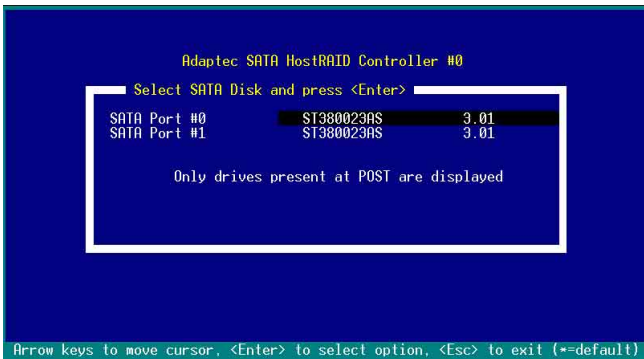 Adaptec SATA HostRAID Controller #0
Select SATA Disk and press <Enter>
SATA Port #0 ST380023AS 3.01
SATA Port #1 ST380023AS 3.01
Only drives present at POST are displayed
Arrow keys to move cursor, <Enter> to select option, <Esc> to exit (*=default)